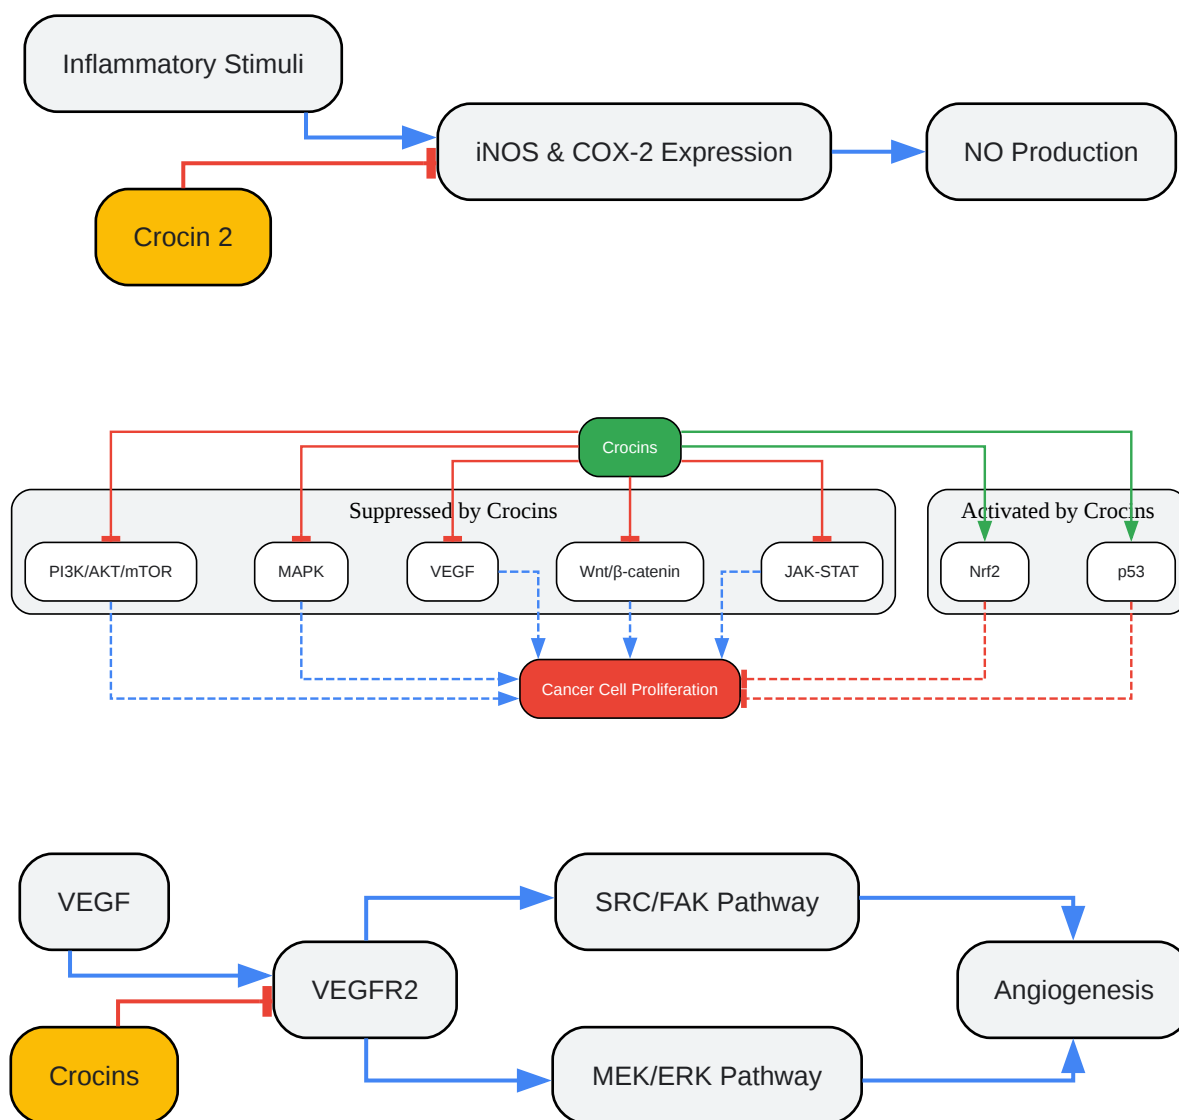 Inflammatory Stimuli
iNOS & COX-2 Expression
NO Production
Crocin 2
Crocins
Suppressed by Crocins
Activated by Crocins
PI3K/AKT/mTOR
MAPK
VEGF
Wnt/β-catenin
JAK-STAT
Nrf2
p53
Cancer Cell Proliferation
VEGF
SRC/FAK Pathway
VEGFR2
Angiogenesis
Crocins
MEK/ERK Pathway